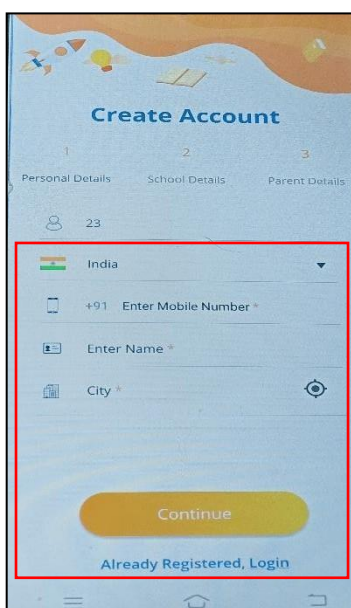 Create Account
1 2 3
Personal Details School Details Parent Details
23
India
+91 Enter Mobile Number *
Enter Name *
City *
Continue
Already Registered, Login